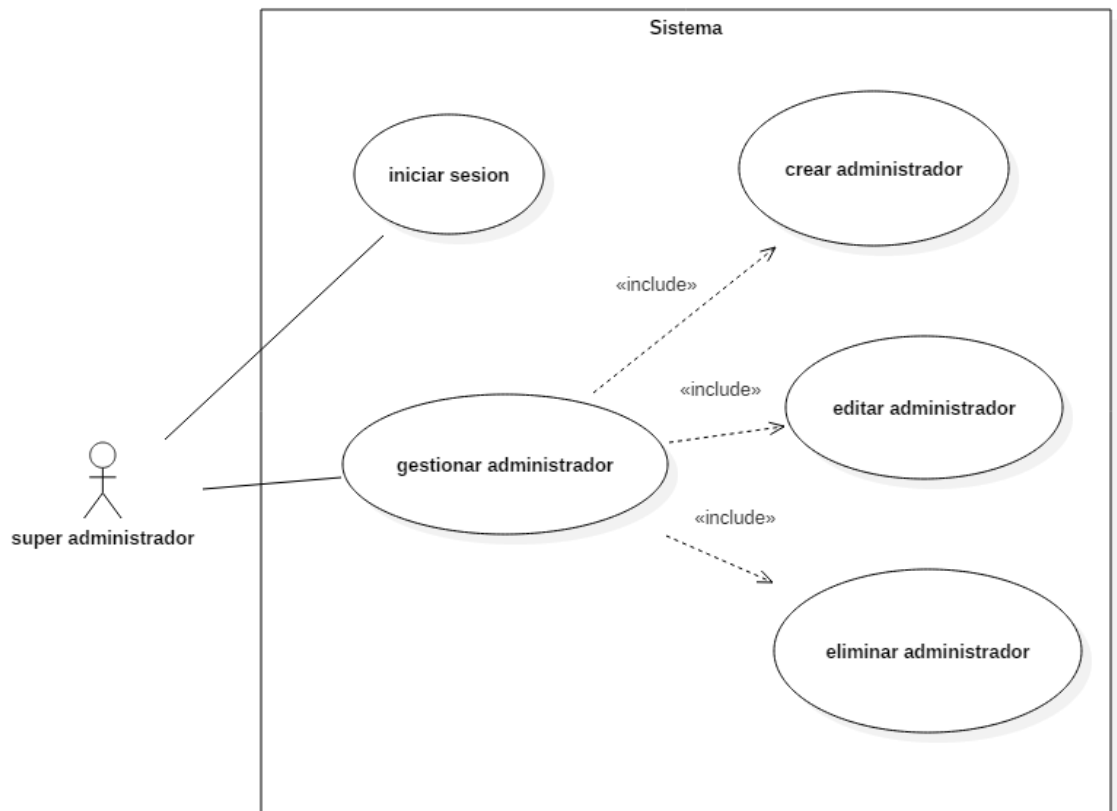 Sistema
iniciar sesion
crear administrador
«include»
«include»
editar administrador
gestionar administrador
«include»
super administrador
eliminar administrador